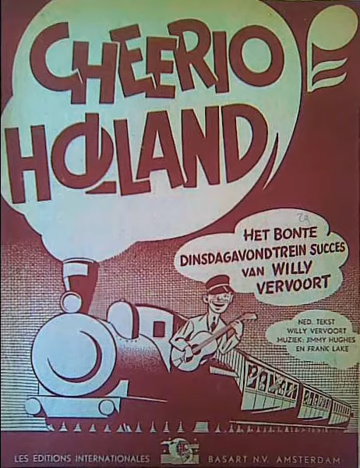 CHEERIO
HOLLAND
HET BONTE
DINSDAGAVONDTREIN SUCCES
VAN WILLY
VERVOORT
NED. TEKST
WILLY VERVOORT
MUZIEK: JIMMY HUGHES
EN FRANK LAKE
LES EDITIONS INTERNATIONALES BASART N.V. AMSTERDAM